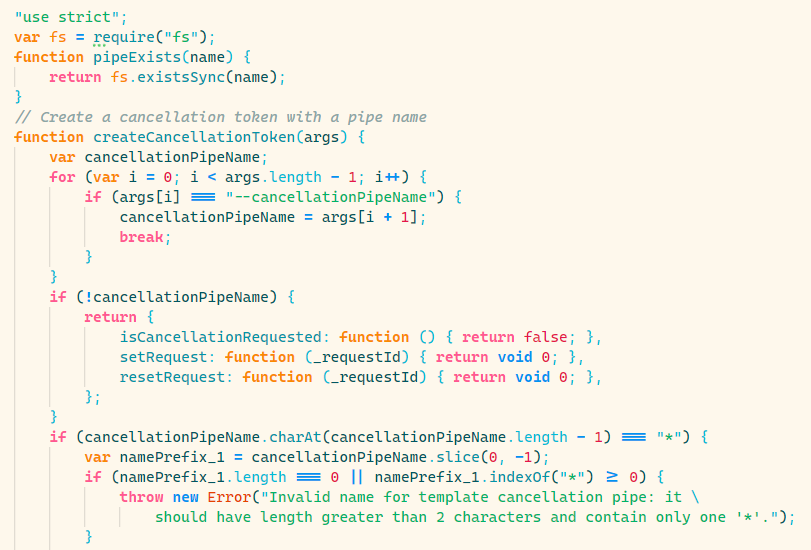 "use strict";
var fs = require("fs");
function pipeExists(name) {
    return fs.existsSync(name);
}
// Create a cancellation token with a pipe name
function createCancellationToken(args) {
    var cancellationPipeName;
    for (var i = 0; i < args.length - 1; i++) {
        if (args[i] === "--cancellationPipeName") {
            cancellationPipeName = args[i + 1];
            break;
        }
    }
    if (!cancellationPipeName) {
        return {
            isCancellationRequested: function () { return false; },
            setRequest: function (_requestId) { return void 0; },
            resetRequest: function (_requestId) { return void 0; },
        };
    }
    if (cancellationPipeName.charAt(cancellationPipeName.length - 1) === "*") {
        var namePrefix_1 = cancellationPipeName.slice(0, -1);
        if (namePrefix_1.length === 0 || namePrefix_1.indexOf("*") >= 0) {
            throw new Error("Invalid name for template cancellation pipe: it \
                should have length greater than 2 characters and contain only one '*'.");
        }